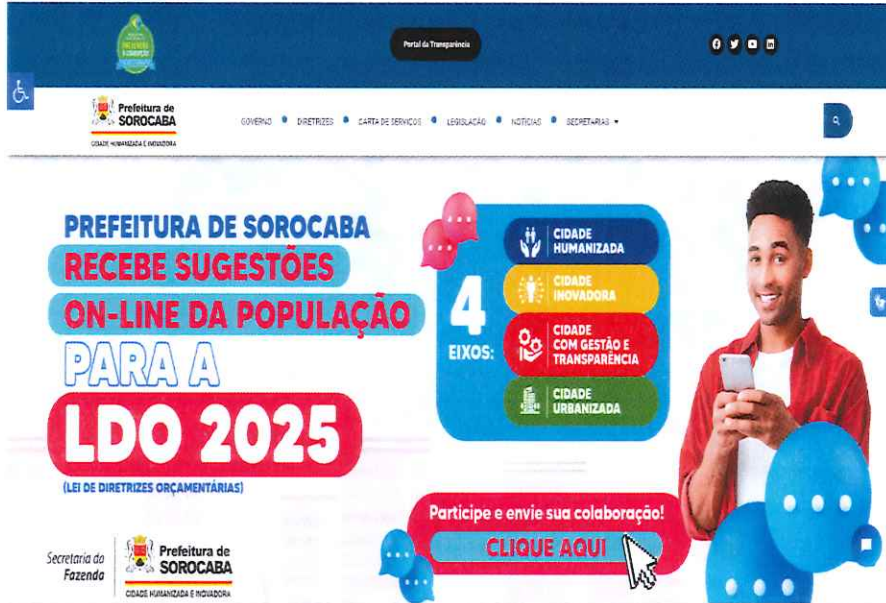 Portal da Transparência
Prefeitura de
SOROCABA
CIDADE HUMANIZADA E INOVADORA
GOVERNO • DIRETRIZES • CARTA DE SERVIÇOS • LEGISLAÇÃO • NOTÍCIAS • SECRETARIAS
PREFEITURA DE SOROCABA
RECEBE SUGESTÕES
ON-LINE DA POPULAÇÃO
PARA A
LDO 2025
(LEI DE DIRETRIZES ORÇAMENTÁRIAS)
4
EIXOS:
CIDADE
HUMANIZADA
CIDADE
INOVADORA
CIDADE
COM GESTÃO E
TRANSPARÊNCIA
CIDADE
URBANIZADA
Participe e envie sua colaboração!
CLIQUE AQUI
Secretaria da
Fazenda
Prefeitura de
SOROCABA
CIDADE HUMANIZADA E INOVADORA